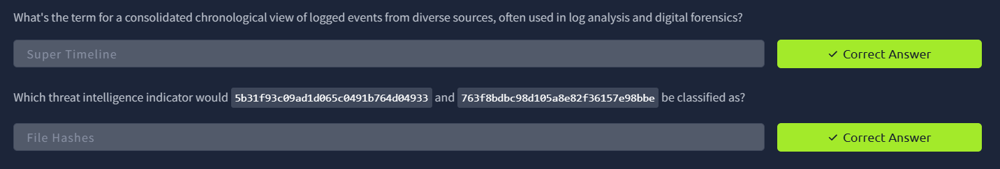 What's the term for a consolidated chronological view of logged events from diverse sources, often used in log analysis and digital forensics?
Super Timeline
✓ Correct Answer
Which threat intelligence indicator would 5b31f93c09ad1d065c0491b764d04933 and 763f8bdbc98d105a8e82f36157e98bbe be classified as?
File Hashes
✓ Correct Answer